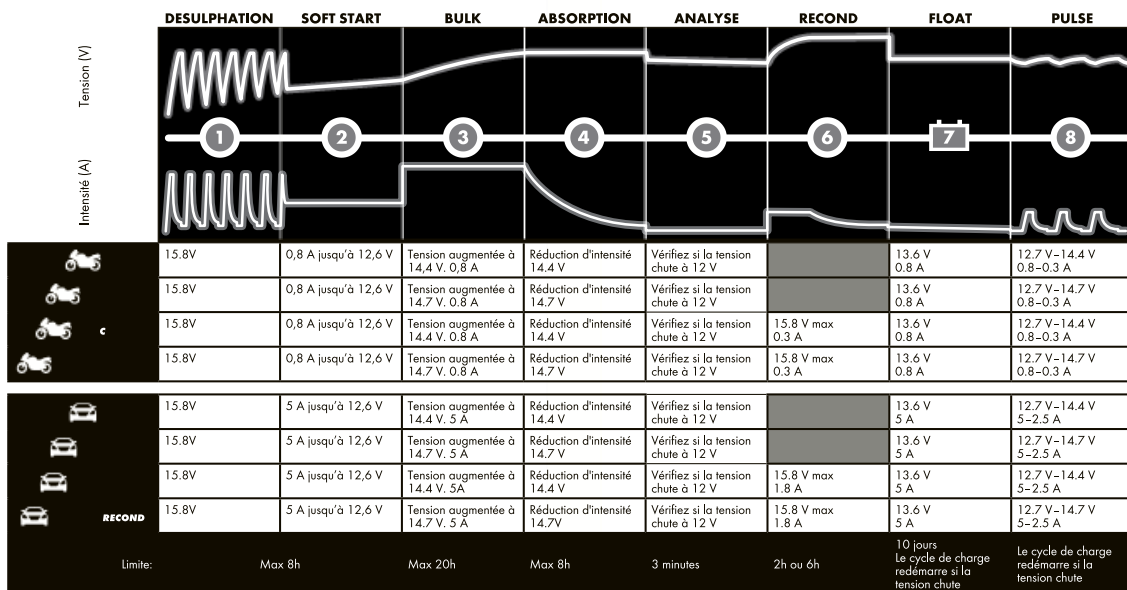 DESULPHATION SOFT START BULK ABSORPTION ANALYSE RECOND FLOAT PULSE
Tension (V)
1 2 3 4 5 6 7 8
Intensité (A)
15.8V 0,8 A jusqu'à 12,6 V Tension augmentée à Réduction d'intensité Vérifiez si la tension 13.6 V 12.7 V–14.4 V
14,4 V. 0,8 A 14.4 V chute à 12 V 0.8 A 0.8–0.3 A
15.8V 0,8 A jusqu'à 12,6 V Tension augmentée à Réduction d'intensité Vérifiez si la tension 13.6 V 12.7 V–14.7 V
14.7 V. 0.8 A 14.7 V chute à 12 V 0.8 A 0.8–0.3 A
C 15.8V 0,8 A jusqu'à 12,6 V Tension augmentée à Réduction d'intensité Vérifiez si la tension 15.8 V max 13.6 V 12.7 V–14.4 V
14.4 V. 0.8 A 14.4 V chute à 12 V 0.3 A 0.8 A 0.8–0.3 A
15.8V 0,8 A jusqu'à 12,6 V Tension augmentée à Réduction d'intensité Vérifiez si la tension 15.8 V max 13.6 V 12.7 V–14.7 V
14.7 V. 0.8 A 14.7 V chute à 12 V 0.3 A 0.8 A 0.8–0.3 A
15.8V 5 A jusqu'à 12,6 V Tension augmentée à Réduction d'intensité Vérifiez si la tension 13.6 V 12.7 V–14.4 V
14.4 V. 5 A 14.4 V chute à 12 V 5 A 5–2.5 A
15.8V 5 A jusqu'à 12,6 V Tension augmentée à Réduction d'intensité Vérifiez si la tension 13.6 V 12.7 V–14.7 V
14.7 V. 5 A 14.7 V chute à 12 V 5 A 5–2.5 A
15.8V 5 A jusqu'à 12,6 V Tension augmentée à Réduction d'intensité Vérifiez si la tension 15.8 V max 13.6 V 12.7 V–14.4 V
14.4 V. 5A 14.4 V chute à 12 V 1.8 A 5 A 5–2.5 A
RECOND 15.8V 5 A jusqu'à 12,6 V Tension augmentée à Réduction d'intensité Vérifiez si la tension 15.8 V max 13.6 V 12.7 V–14.7 V
14.7 V. 5 A 14.7V chute à 12 V 1.8 A 5 A 5–2.5 A
Limite: Max 8h Max 20h Max 8h 3 minutes 2h ou 6h
10 jours
Le cycle de charge
redémarre si la
tension chute
Le cycle de charge
redémarre si la
tension chute